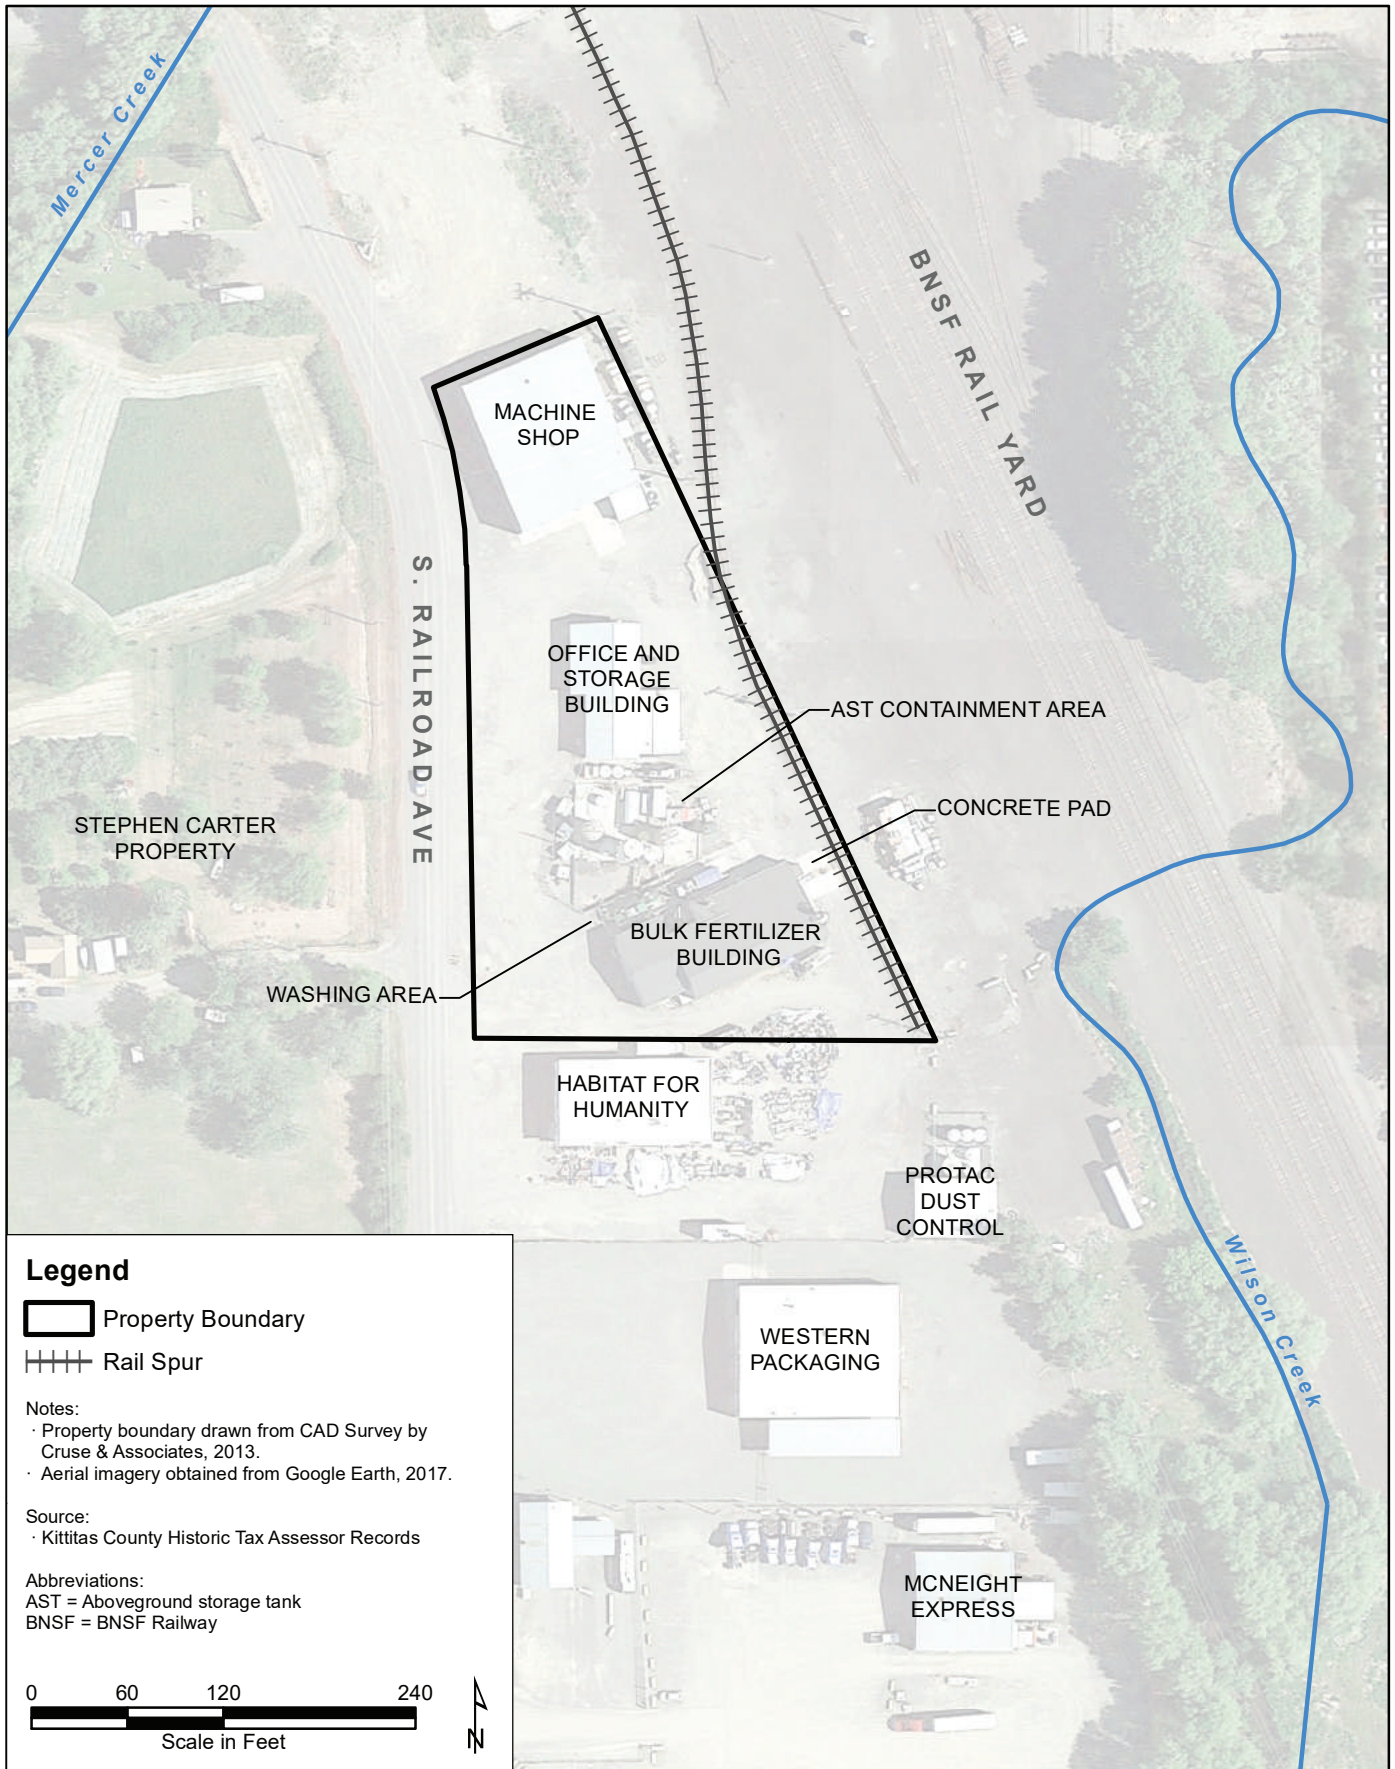 Mercer Creek
BNSF RAIL YARD
MACHINE
SHOP
S. RAILROAD AVE
OFFICE AND
STORAGE
BUILDING
AST CONTAINMENT AREA
CONCRETE PAD
STEPHEN CARTER
PROPERTY
BULK FERTILIZER
BUILDING
WASHING AREA
HABITAT FOR
HUMANITY
PROTAC
DUST
CONTROL
Wilson Creek
WESTERN
PACKAGING
MCNEIGHT
EXPRESS
Legend
Property Boundary
Rail Spur
Notes:
· Property boundary drawn from CAD Survey by
Cruse & Associates, 2013.
· Aerial imagery obtained from Google Earth, 2017.
Source:
· Kittitas County Historic Tax Assessor Records
Abbreviations:
AST = Aboveground storage tank
BNSF = BNSF Railway
0 60 120 240
Scale in Feet
N